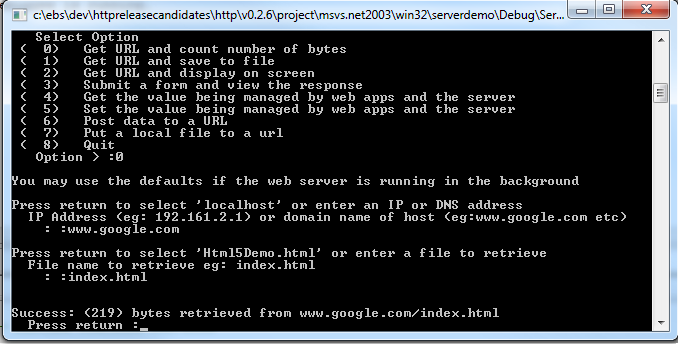 c:\ebs\dev\httpreleasecandidates\http\v0.2.6\project\msvs.net2003\win32\serverdemo\Debug\Ser...
Select Option
( 0) Get URL and count number of bytes
( 1) Get URL and save to file
( 2) Get URL and display on screen
( 3) Submit a form and view the response
( 4) Get the value being managed by web apps and the server
( 5) Set the value being managed by web apps and the server
( 6) Post data to a URL
( 7) Put a local file to a url
( 8) Quit
Option > :0
You may use the defaults if the web server is running in the background
Press return to select 'localhost' or enter an IP or DNS address
IP Address (eg: 192.161.2.1) or domain name of host (eg:www.google.com etc)
: :www.google.com
Press return to select 'Html5Demo.html' or enter a file to retrieve
File name to retrieve eg: index.html
: :index.html
Success: (219) bytes retrieved from www.google.com/index.html
Press return :_